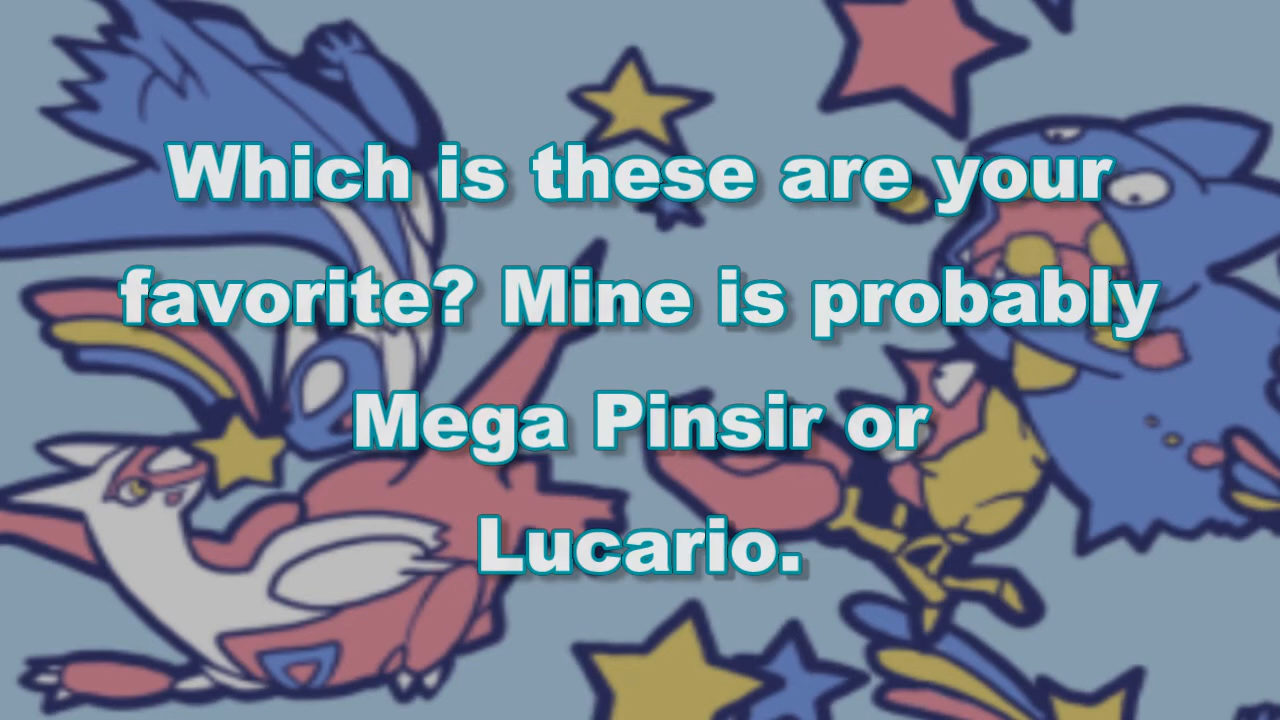 Which is these are your
favorite? Mine is probably
Mega Pinsir or
Lucario.